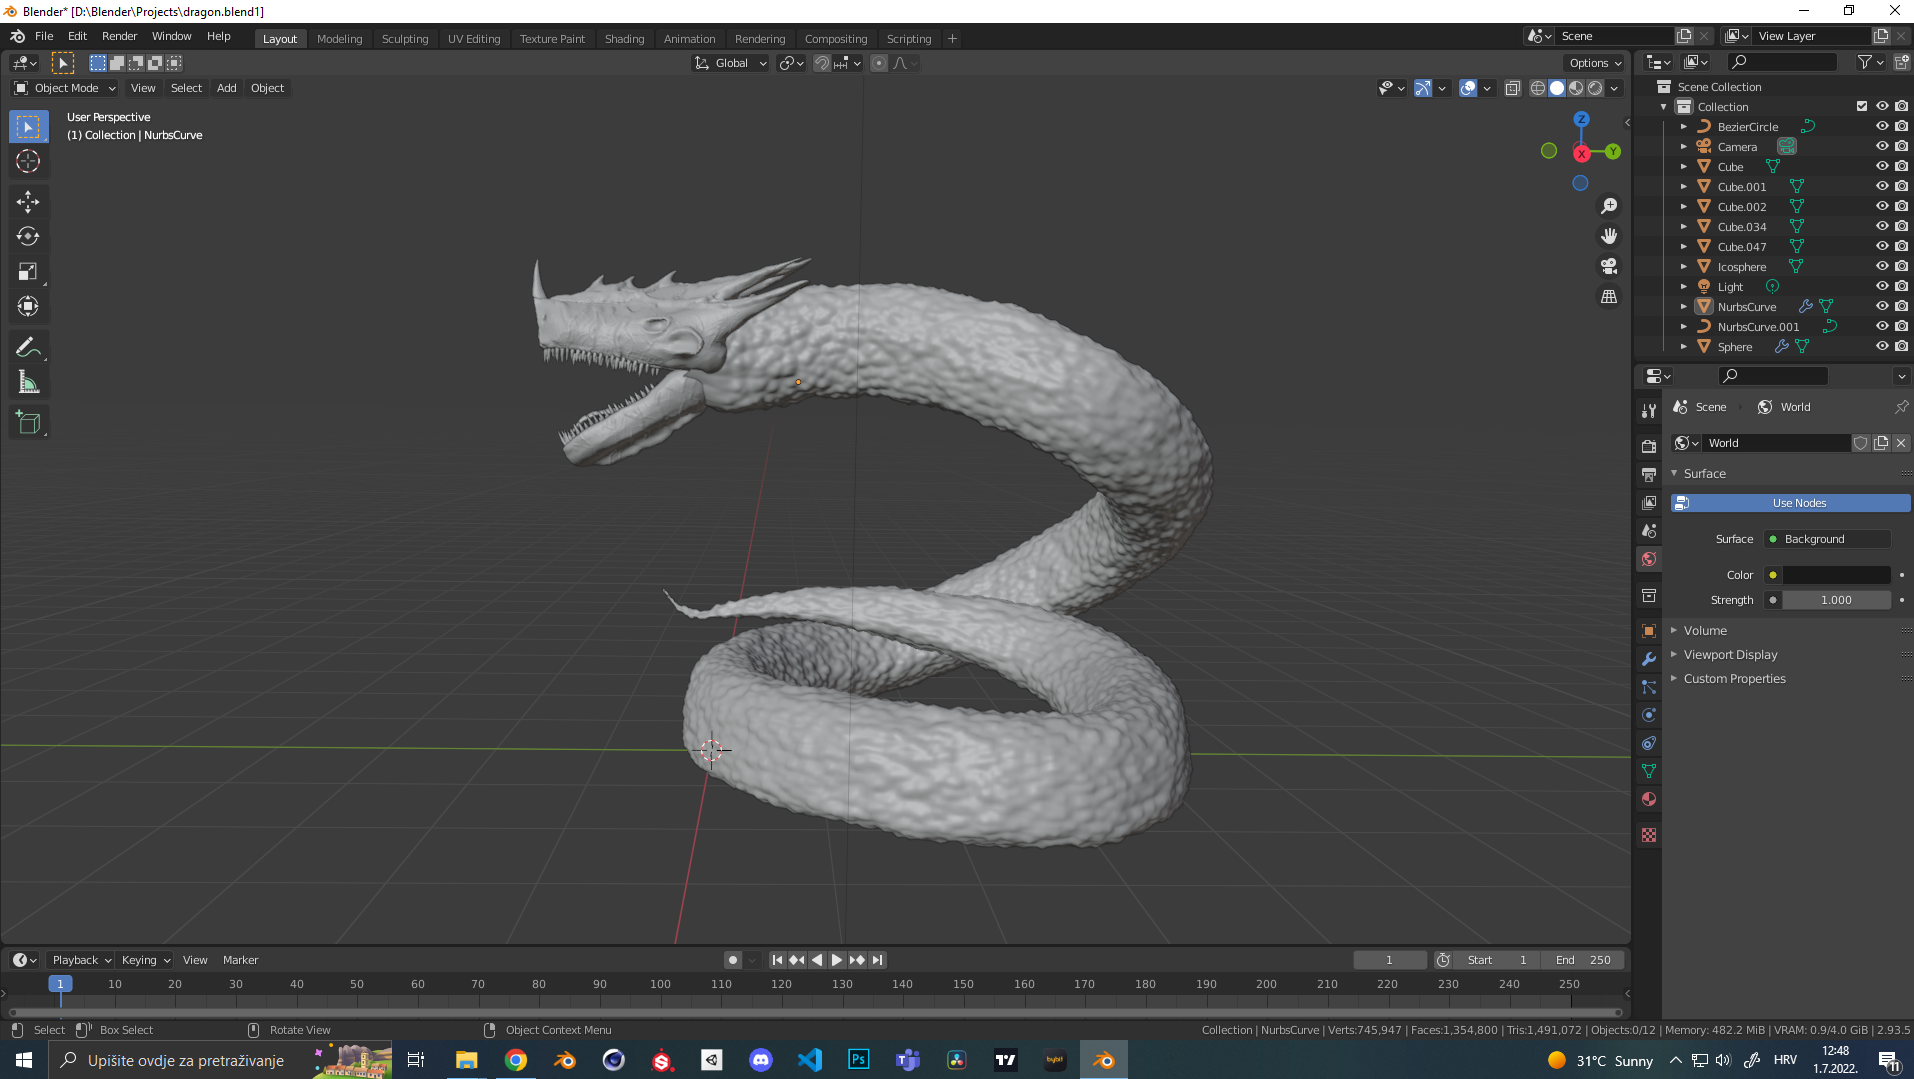 Blender* [D:\Blender\Projects\dragon.blend1]
File Edit Render Window Help
Layout Modeling Sculpting UV Editing Texture Paint Shading Animation Rendering Compositing Scripting
Scene
View Layer
Global
Options
Object Mode View Select Add Object
User Perspective
(1) Collection | NurbsCurve
Z
X
Y
Scene Collection
Collection
BezierCircle
Camera
Cube
Cube.001
Cube.002
Cube.034
Cube.047
Icosphere
Light
NurbsCurve
NurbsCurve.001
Sphere
Scene World
World
Surface
Use Nodes
Surface Background
Color
Strength 1.000
Volume
Viewport Display
Custom Properties
Playback Keying View Marker
1 Start 1 End 250
1 10 20 30 40 50 60 70 80 90 100 110 120 130 140 150 160 170 180 190 200 210 220 230 240 250
Select Box Select Rotate View Object Context Menu
Collection | NurbsCurve | Verts:745,947 | Faces:1,354,800 | Tris:1,491,072 | Objects:0/12 | Memory: 482.2 MiB | VRAM: 0.9/4.0 GiB | 2.93.5
Upišite ovdje za pretraživanje
Ps
bybit
31°C Sunny
HRV
12:48
1.7.2022.
11